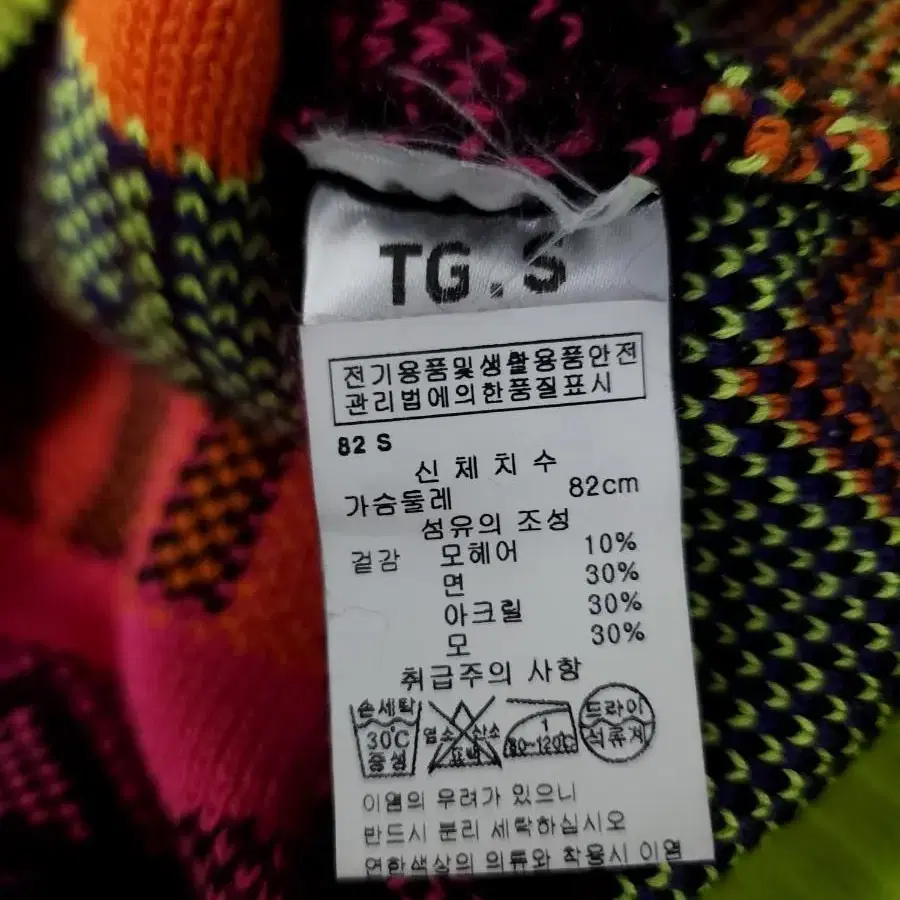 TG.S
전기용품및생활용품안전
관리법에의한품질표시
82 S
신 체 치 수
가슴둘레 82cm
섬유의 조성
겉감 모헤어 10%
면 30%
아크릴 30%
모 30%
취급주의 사항
손세탁
30℃
중성
염소 산소
표백
1
80-120℃
드라이
석유계
이염의 우려가 있으니
반드시 분리 세탁하십시오
연한색상의 의류와 착용시 이염